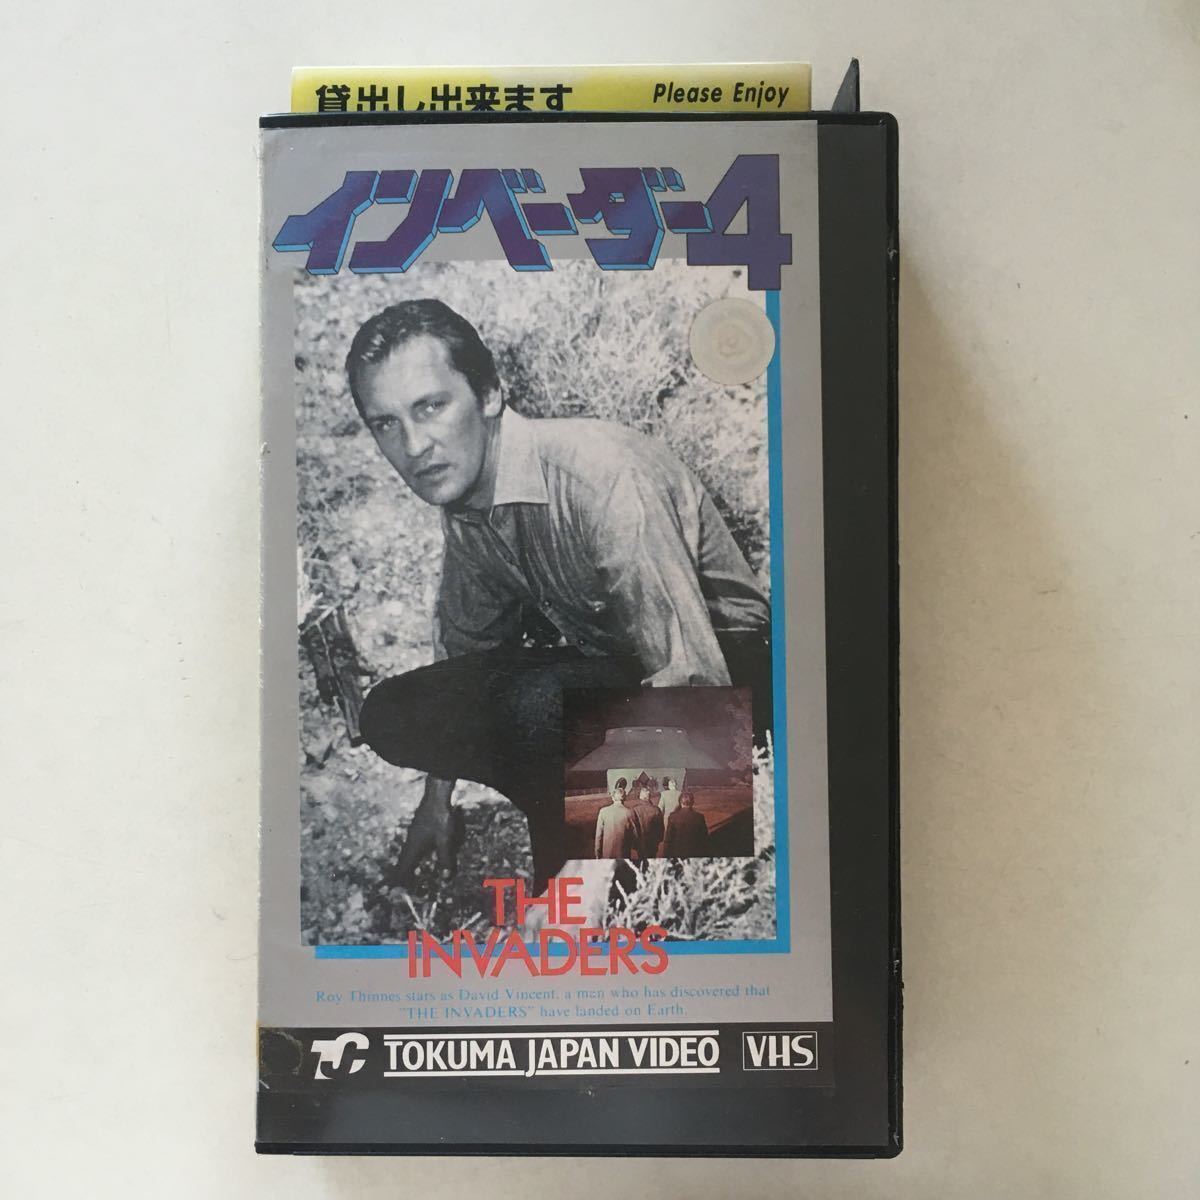 貸出し出来ます
Please Enjoy
インベーダー4
THE
INVADERS
Roy Thinnes stars as David Vincent, a man who has discovered that
"THE INVADERS" have landed on Earth.
TC TOKUMA JAPAN VIDEO VHS